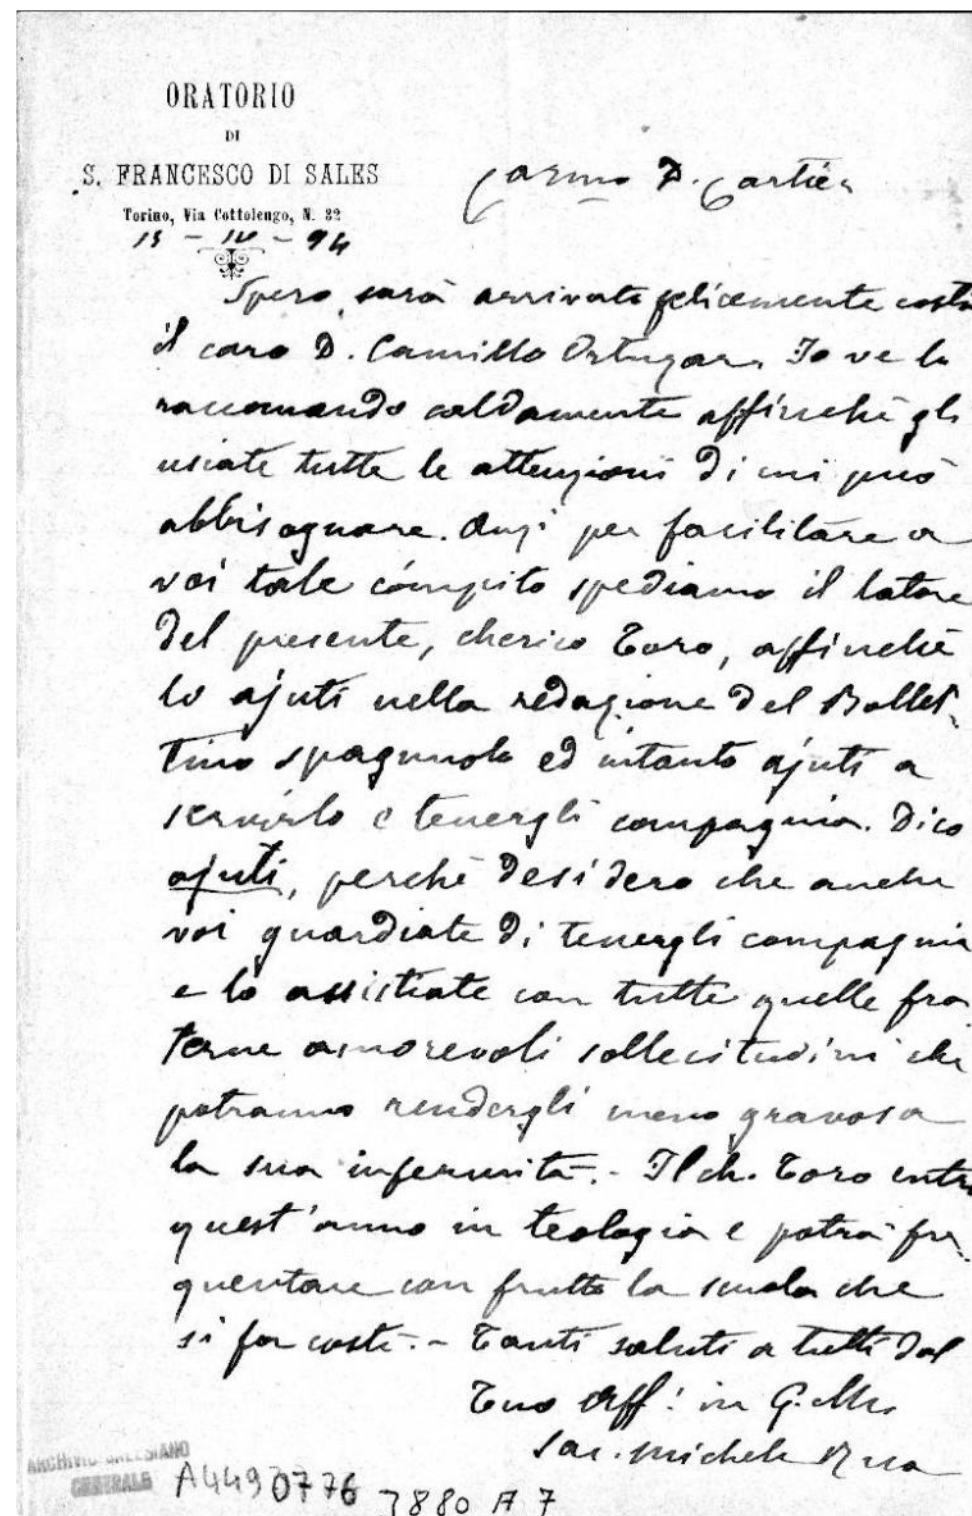 ORATORIO
DI
S. FRANCESCO DI SALES
Torino, Via Cottolengo, N. 32
Carmo D. Cartier
- IV - 94
Spero sarà arrivato felicemente costà
il caro D. Camillo Ortuzar. Io ve lo
raccomando caldamente affinchè gli
usiate tutte le attenzioni di cui può
abbisognare. Anzi per facilitare a
voi tale cómpito spediamo il latore
del presente, cherico Toro, affinchè
lo ajuti nella redazione del Bollet-
tino spagnuolo ed intanto ajuti a
servirlo e tenergli compagnia. Dico
ajuti, perchè desidero che anche
voi guardiate di tenergli compagnia
e lo assistiate con tutte quelle fra-
terne amorevoli sollecitudini che
potranno rendergli meno gravosa
la sua infermità. - Il ch. Toro entra
quest'anno in teologia e potrà fre-
quentare con frutto la scuola che
si fa costì. - Tanti saluti a tutti dal
Tuo Aff. in G. e M.
Sac. Michele Rua
ARCHIVIO SALESIANO
CENTRALE
A4490776
3880 A 7